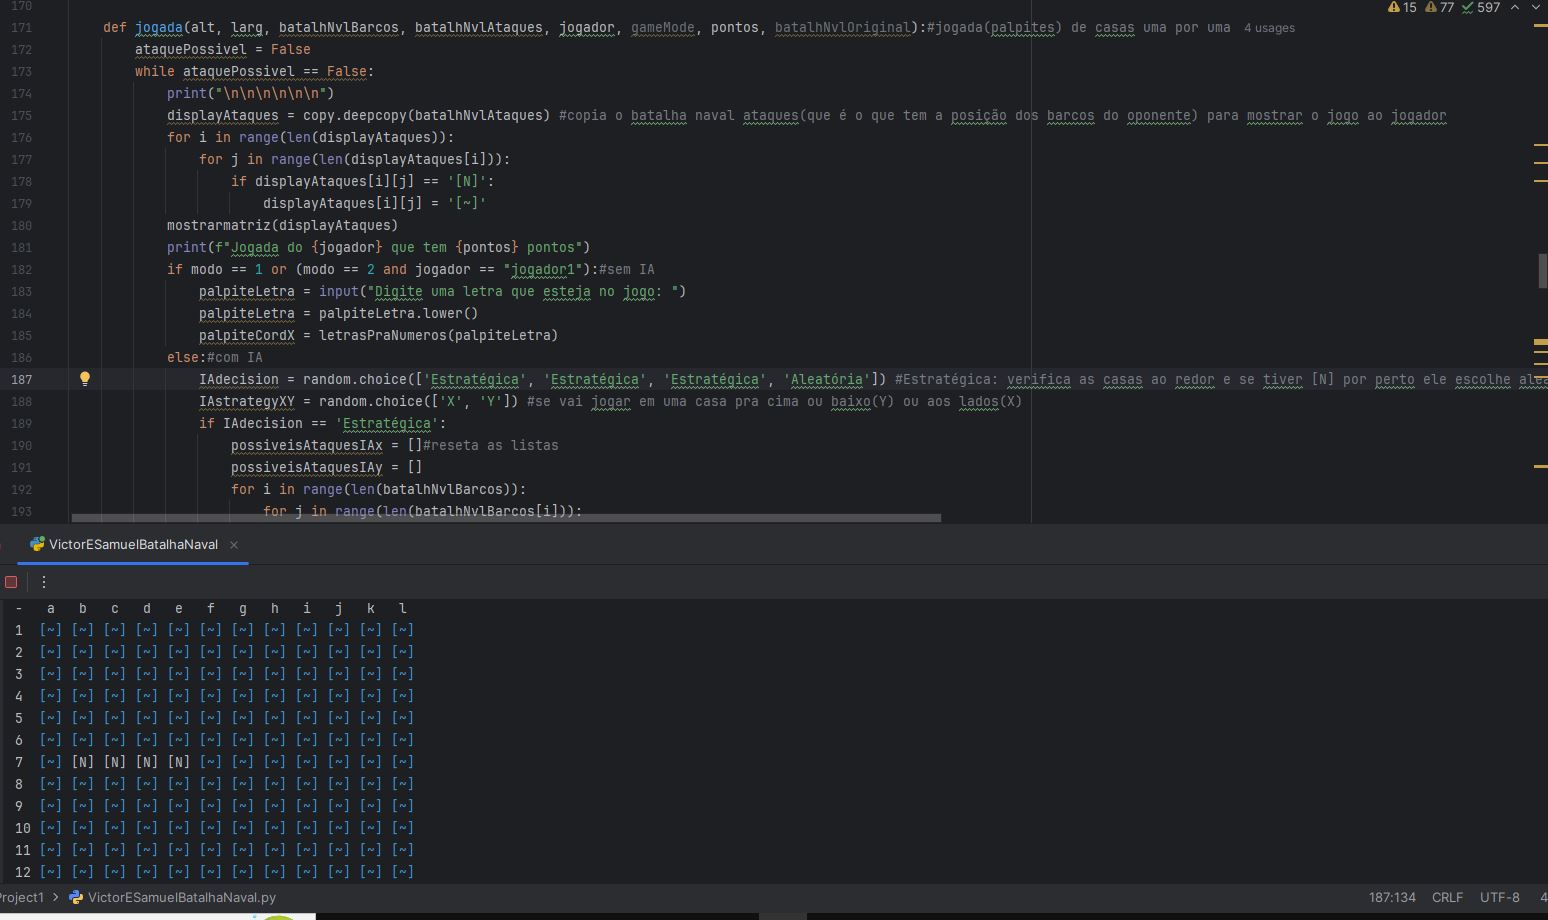 170
15 77 597
171 def jogada(alt, larg, batalhNvlBarcos, batalhNvlAtaques, jogador, gameMode, pontos, batalhNvlOriginal):#jogada(palpites) de casas uma por uma 4 usages
172 ataquePossivel = False
173 while ataquePossivel == False:
174 print("\n\n\n\n\n\n")
175 displayAtaques = copy.deepcopy(batalhNvlAtaques) #copia o batalha naval ataques(que é o que tem a posição dos barcos do oponente) para mostrar o jogo ao jogador
176 for i in range(len(displayAtaques)):
177 for j in range(len(displayAtaques[i])):
178 if displayAtaques[i][j] == '[N]':
179 displayAtaques[i][j] = '[~]'
180 mostrarmatriz(displayAtaques)
181 print(f"Jogada do {jogador} que tem {pontos} pontos")
182 if modo == 1 or (modo == 2 and jogador == "jogador1"):#sem IA
183 palpiteLetra = input("Digite uma letra que esteja no jogo: ")
184 palpiteLetra = palpiteLetra.lower()
185 palpiteCordX = letrasPraNumeros(palpiteLetra)
186 else:#com IA
187 IAdecision = random.choice(['Estratégica', 'Estratégica', 'Estratégica', 'Aleatória']) #Estratégica: verifica as casas ao redor e se tiver [N] por perto ele escolhe alea
188 IAstrategyXY = random.choice(['X', 'Y']) #se vai jogar em uma casa pra cima ou baixo(Y) ou aos lados(X)
189 if IAdecision == 'Estratégica':
190 possiveisAtaquesIAx = []#reseta as listas
191 possiveisAtaquesIAy = []
192 for i in range(len(batalhNvlBarcos)):
193 for j in range(len(batalhNvlBarcos[i])):
VictorESamuelBatalhaNaval
- a b c d e f g h i j k l
1 [~] [~] [~] [~] [~] [~] [~] [~] [~] [~] [~] [~]
2 [~] [~] [~] [~] [~] [~] [~] [~] [~] [~] [~] [~]
3 [~] [~] [~] [~] [~] [~] [~] [~] [~] [~] [~] [~]
4 [~] [~] [~] [~] [~] [~] [~] [~] [~] [~] [~] [~]
5 [~] [~] [~] [~] [~] [~] [~] [~] [~] [~] [~] [~]
6 [~] [~] [~] [~] [~] [~] [~] [~] [~] [~] [~] [~]
7 [~] [N] [N] [N] [N] [~] [~] [~] [~] [~] [~] [~]
8 [~] [~] [~] [~] [~] [~] [~] [~] [~] [~] [~] [~]
9 [~] [~] [~] [~] [~] [~] [~] [~] [~] [~] [~] [~]
10 [~] [~] [~] [~] [~] [~] [~] [~] [~] [~] [~] [~]
11 [~] [~] [~] [~] [~] [~] [~] [~] [~] [~] [~] [~]
12 [~] [~] [~] [~] [~] [~] [~] [~] [~] [~] [~] [~]
roject1 > VictorESamuelBatalhaNaval.py
187:134 CRLF UTF-8 4